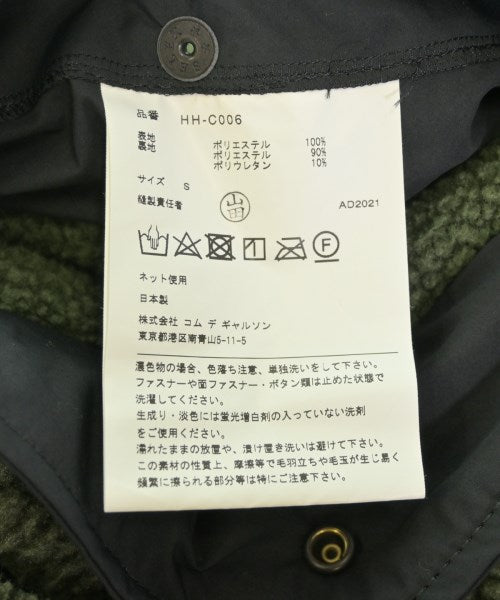 品番 HH-C006
表地 ポリエステル 100%
裏地 ポリエステル 90%
ポリウレタン 10%
サイズ S
縫製責任者 山田 AD2021
F
ネット使用
日本製
株式会社 コム デ ギャルソン
東京都港区南青山5-11-5
濃色物の場合、色落ち注意、単独洗いをして下さい。
ファスナーや面ファスナー・ボタン類は止めた状態で
洗濯してください。
生成り・淡色には蛍光増白剤の入っていない洗剤
をご使用ください。
濡れたままの放置や、漬け置き洗いは避けて下さい。
この素材の性質上、摩擦等で毛羽立ちや毛玉が生じ易く
頻繁に擦られる部分等は特にご注意下さい。